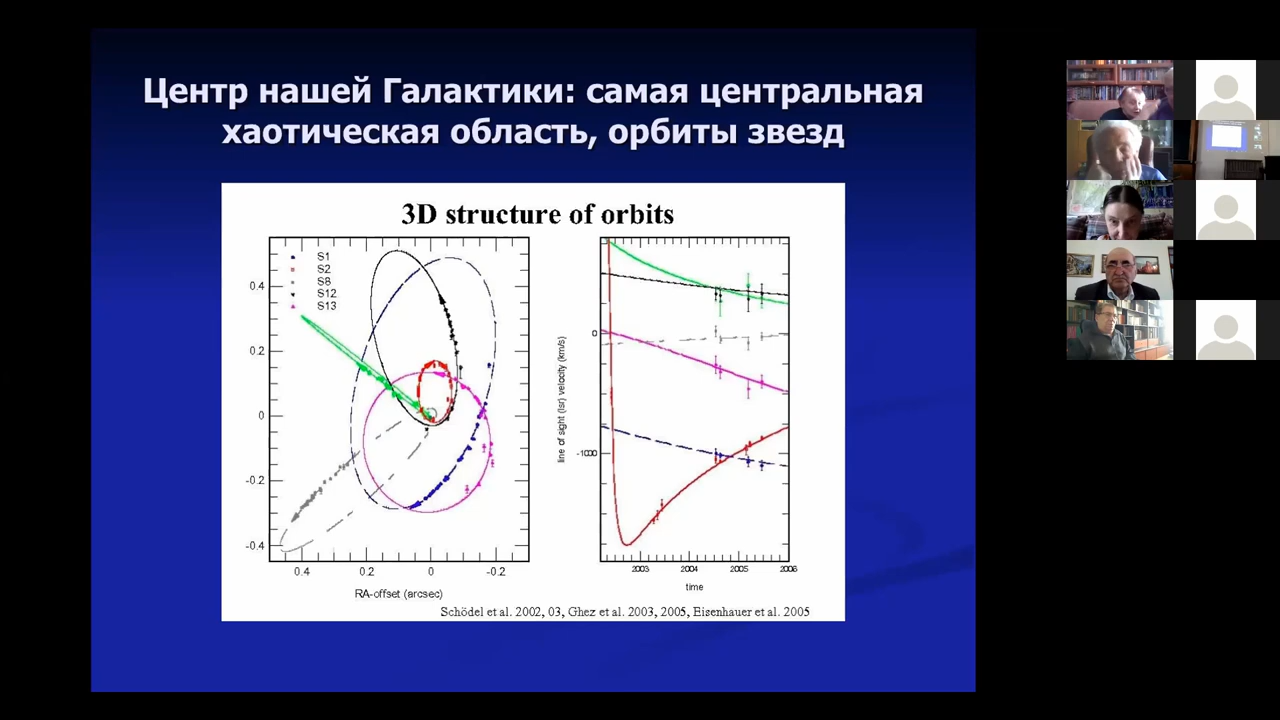 Центр нашей Галактики: самая центральная
хаотическая область, орбиты звезд
3D structure of orbits
S1
S2
S8
S12
S13
0.4
0.2
0
-0.2
-0.4
0.4 0.2 0 -0.2
RA-offset (arcsec)
line of sight (lsr) velocity (km/s)
0
-1000
2003 2004 2005 2006
time
Schödel et al. 2002, 03, Ghez et al. 2003, 2005, Eisenhauer et al. 2005